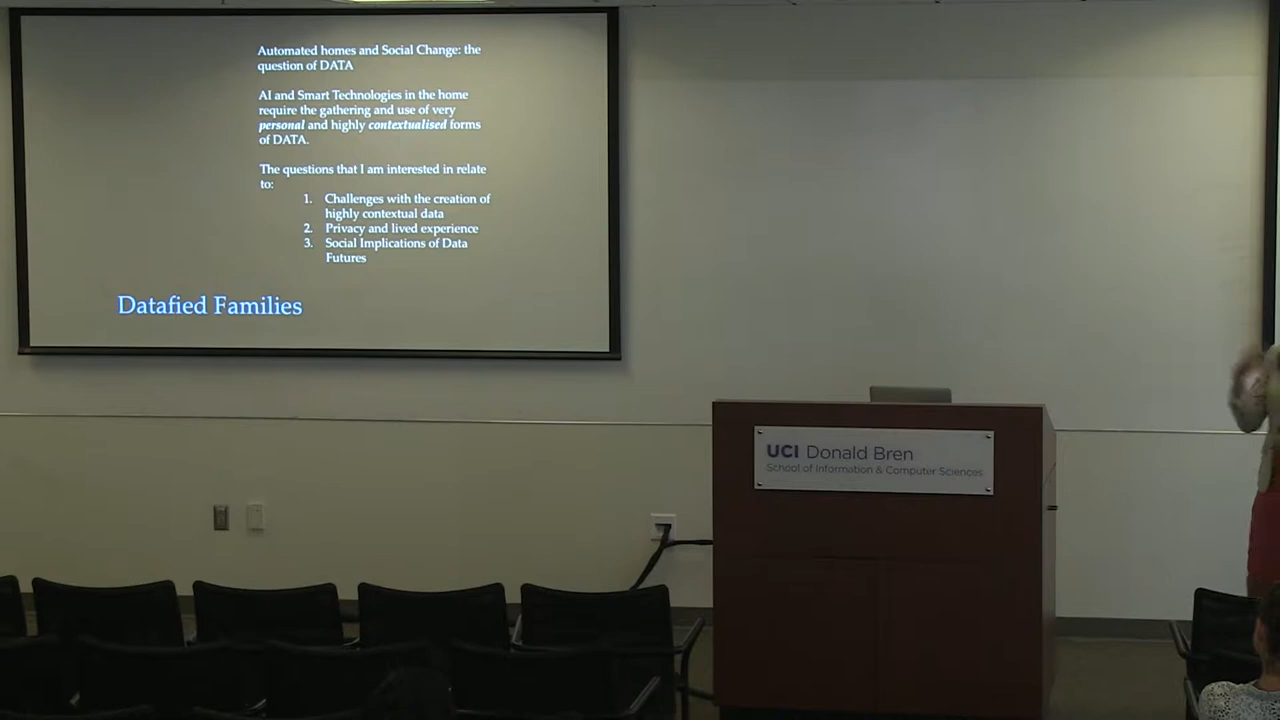 Automated homes and Social Change: the
question of DATA
AI and Smart Technologies in the home
require the gathering and use of very
personal and highly contextualised forms
of DATA.
The questions that I am interested in relate
to:
1. Challenges with the creation of
highly contextual data
2. Privacy and lived experience
3. Social Implications of Data
Futures
Datafied Families
UCI Donald Bren
School of Information & Computer Sciences